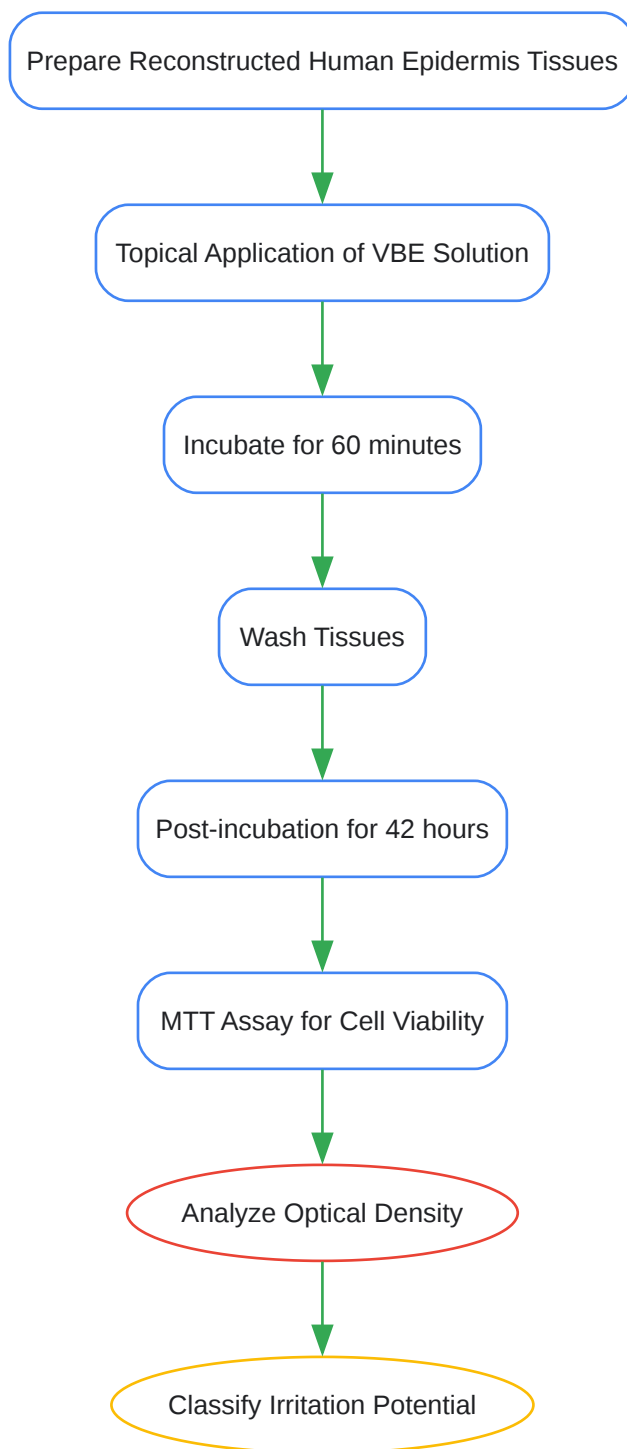 Prepare Reconstructed Human Epidermis Tissues
Topical Application of VBE Solution
Incubate for 60 minutes
Wash Tissues
Post-incubation for 42 hours
MTT Assay for Cell Viability
Analyze Optical Density
Classify Irritation Potential